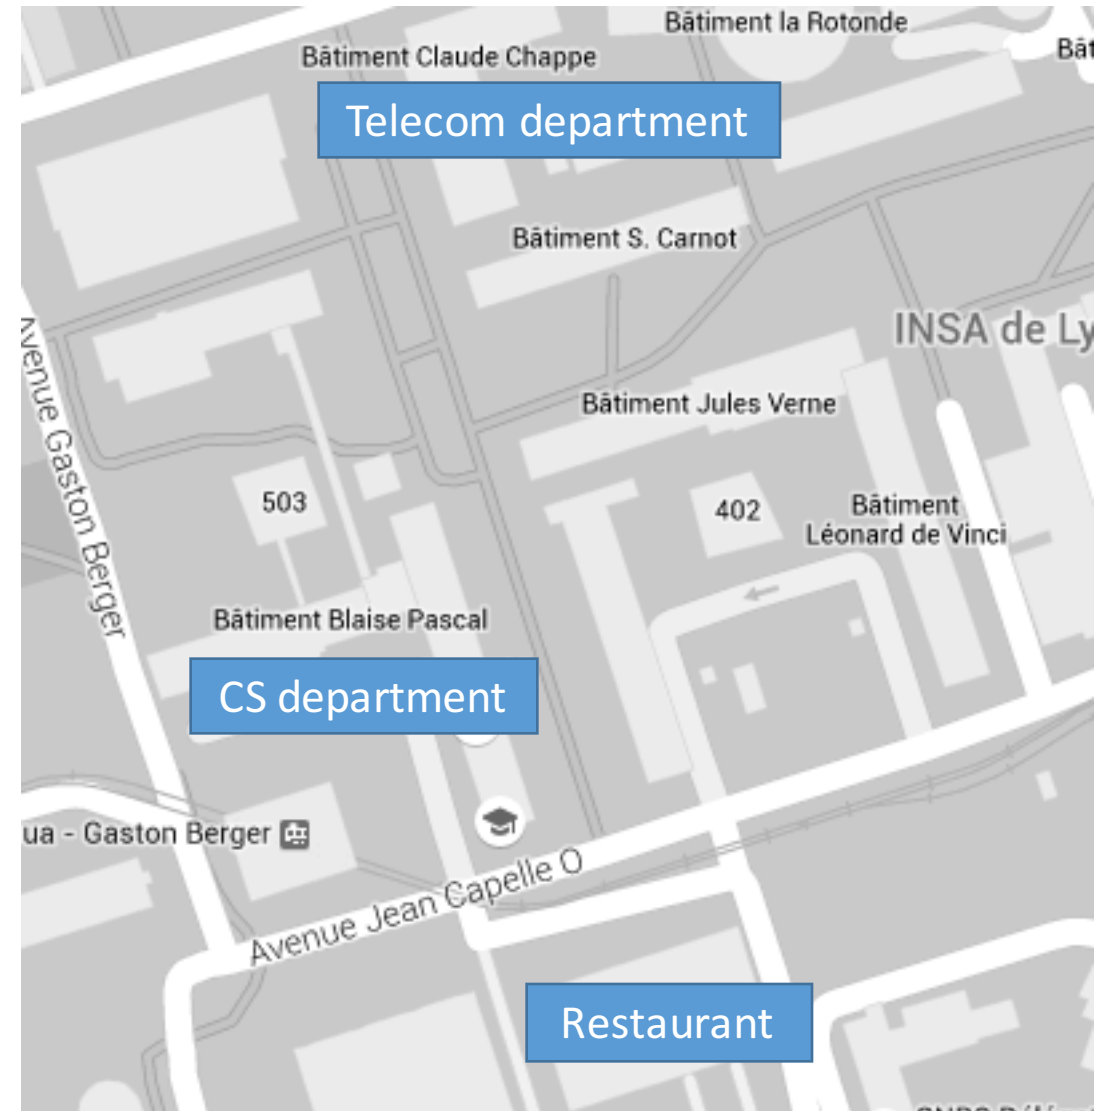 Bâtiment la Rotonde
Bâtiment Claude Chappe
Bât
Telecom department
Bâtiment S. Carnot
INSA de Ly
Avenue Gaston Berger
Bâtiment Jules Verne
503
402
Bâtiment
Léonard de Vinci
Bâtiment Blaise Pascal
CS department
ua - Gaston Berger
Avenue Jean Capelle O
Restaurant